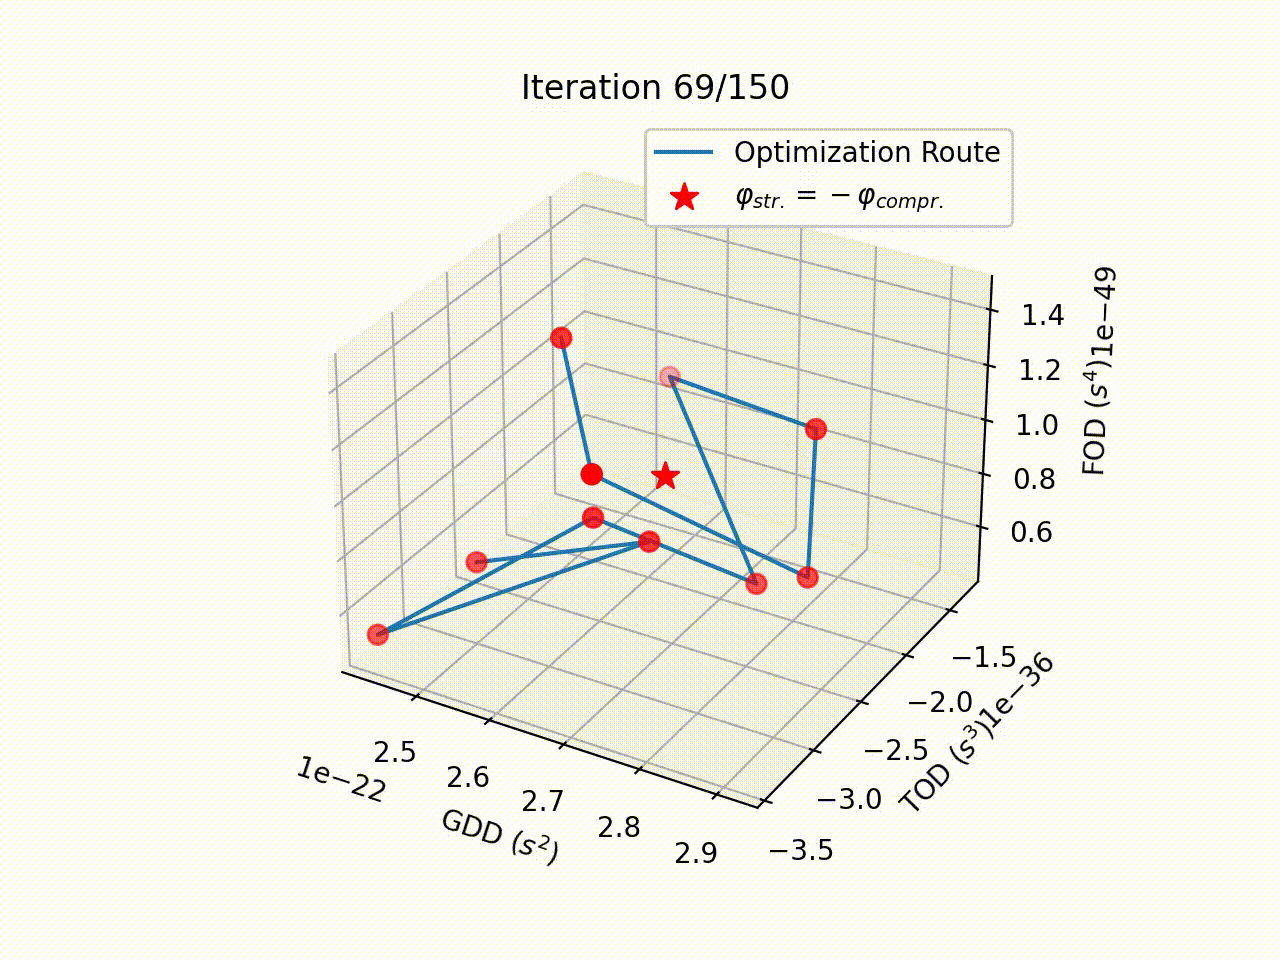 Iteration 69/150
Optimization Route
φstr. = −φcompr.
1.4
1.2
1.0
0.8
0.6
FOD (s⁴)1e−49
−1.5
−2.0
−2.5
−3.0
−3.5
TOD (s³)1e−36
2.5
2.6
2.7
2.8
2.9
1e−22
GDD (s²)